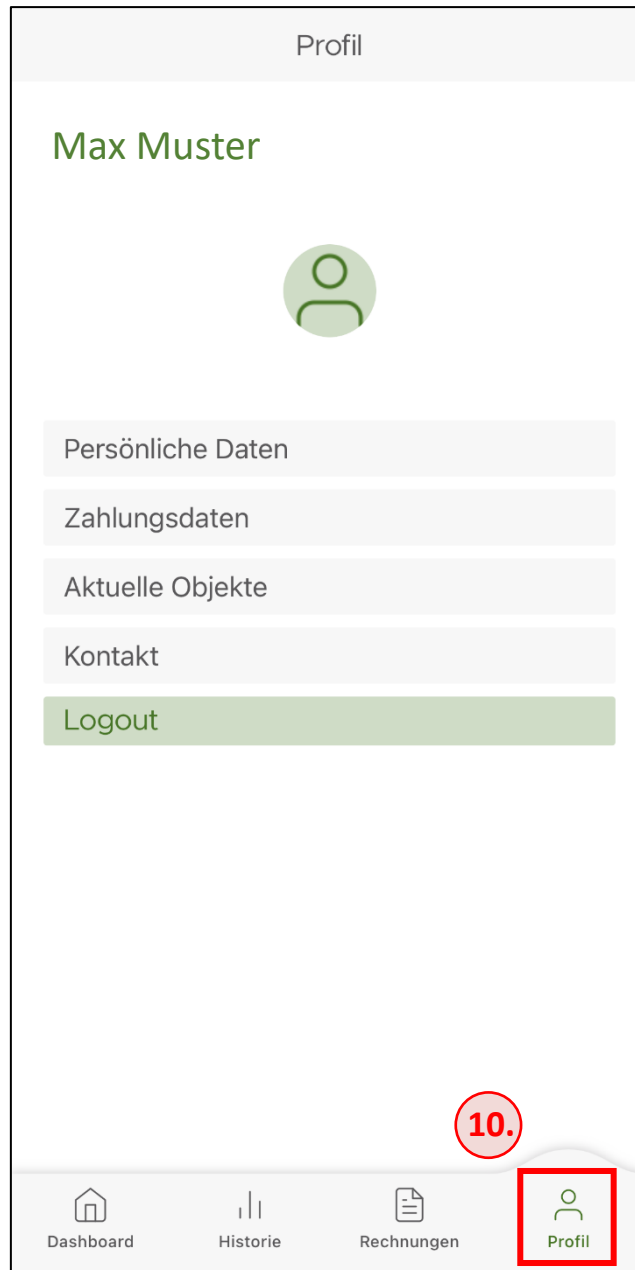 Profil
Max Muster
Persönliche Daten
Zahlungsdaten
Aktuelle Objekte
Kontakt
Logout
10.
Dashboard
Historie
Rechnungen
Profil